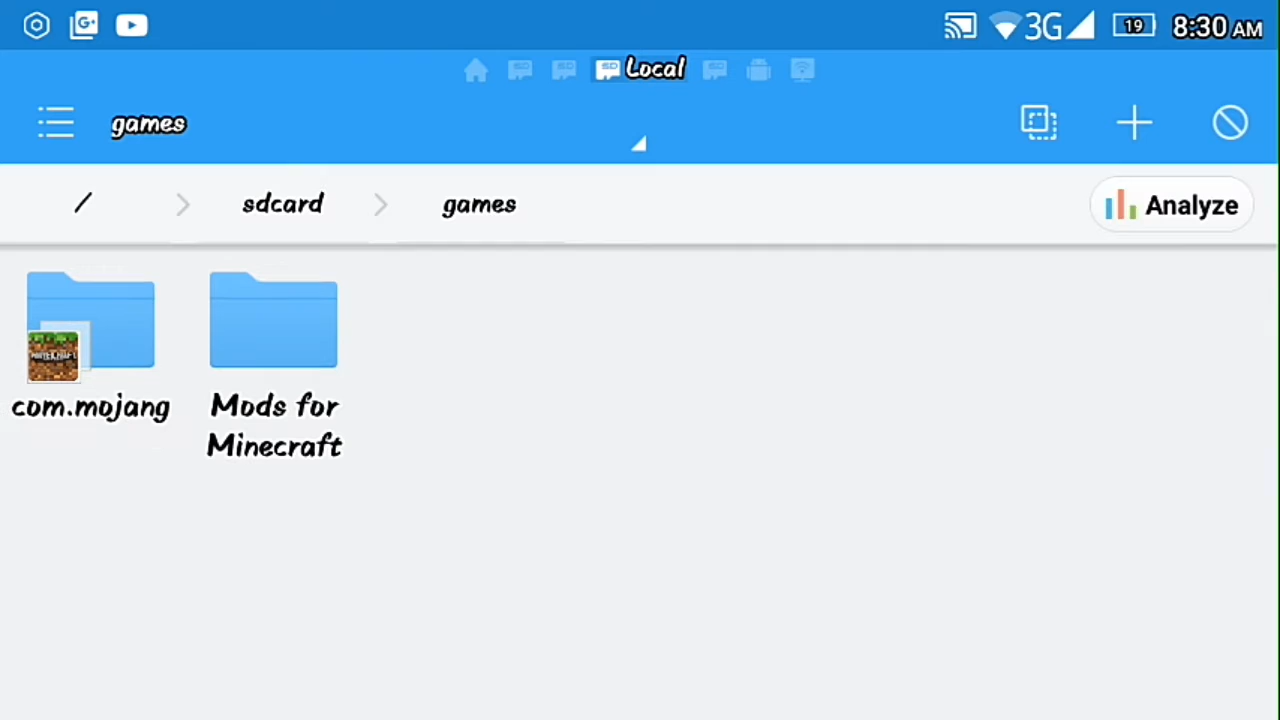 G+
3G
19
8:30 AM
Local
games
/
sdcard
games
Analyze
com.mojang
Mods for
Minecraft